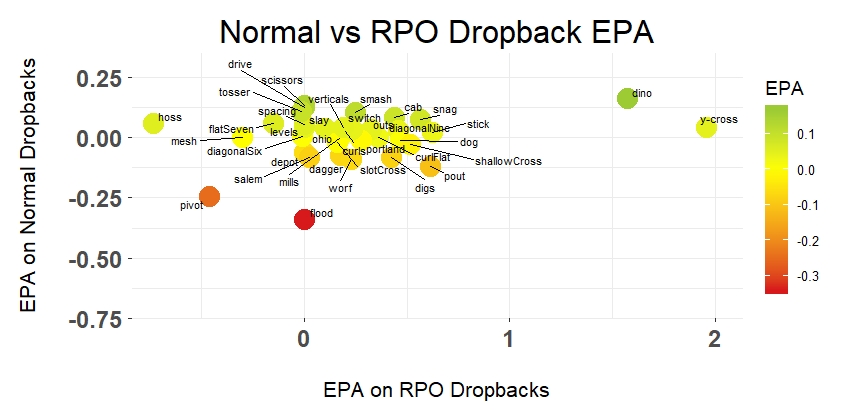 Normal vs RPO Dropback EPA
EPA on Normal Dropbacks
0.25
0.00
-0.25
-0.50
-0.75
drive
scissors
tosser
verticals
smash
spacing
slay
switch
cab
snag
dino
hoss
flatSeven
levels
outs
diagonalNine
stick
y-cross
mesh
ohio
dog
diagonalSix
curls
portland
depot
dagger
slotCross
curlFlat
shallowCross
salem
mills
worf
digs
pout
pivot
flood
0
1
2
EPA on RPO Dropbacks
EPA
0.1
0.0
-0.1
-0.2
-0.3